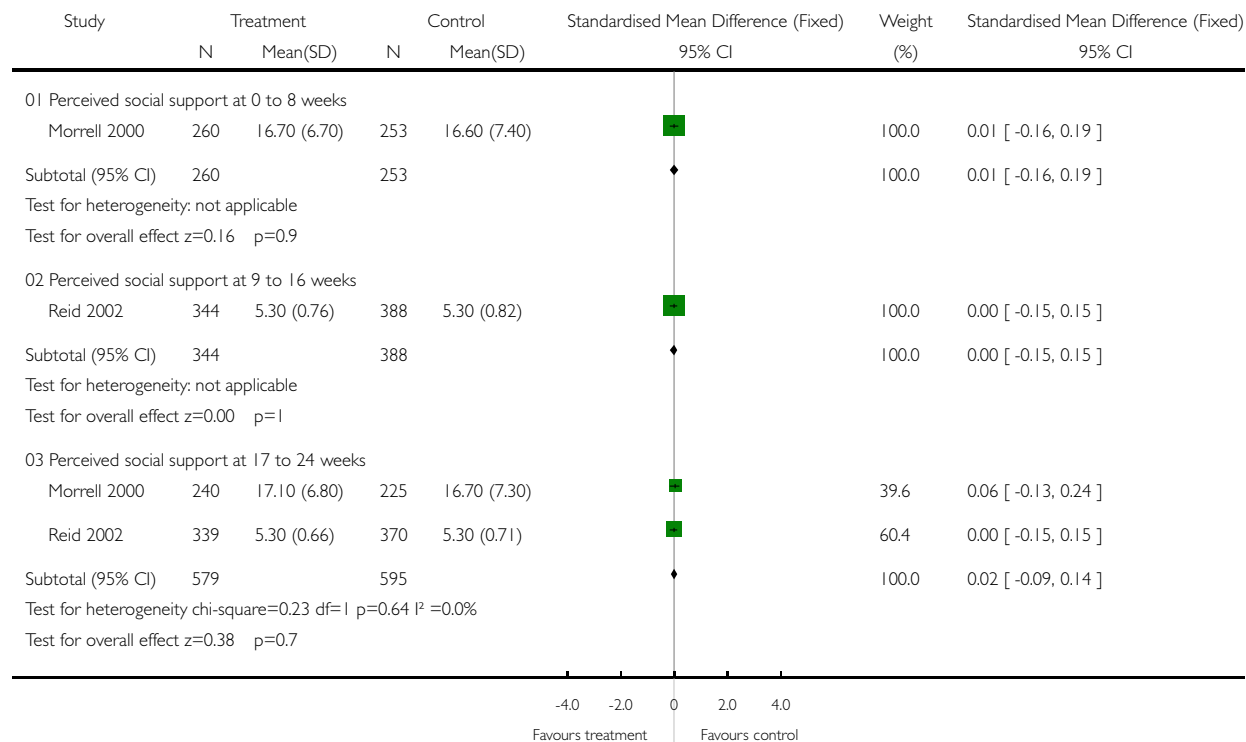 Study Treatment Control Standardised Mean Difference (Fixed) Weight Standardised Mean Difference (Fixed)
N Mean(SD) N Mean(SD) 95% CI (%) 95% CI
01 Perceived social support at 0 to 8 weeks
Morrell 2000 260 16.70 (6.70) 253 16.60 (7.40) 100.0 0.01 [ -0.16, 0.19 ]
Subtotal (95% CI) 260 253 100.0 0.01 [ -0.16, 0.19 ]
Test for heterogeneity: not applicable
Test for overall effect z=0.16 p=0.9
02 Perceived social support at 9 to 16 weeks
Reid 2002 344 5.30 (0.76) 388 5.30 (0.82) 100.0 0.00 [ -0.15, 0.15 ]
Subtotal (95% CI) 344 388 100.0 0.00 [ -0.15, 0.15 ]
Test for heterogeneity: not applicable
Test for overall effect z=0.00 p=1
03 Perceived social support at 17 to 24 weeks
Morrell 2000 240 17.10 (6.80) 225 16.70 (7.30) 39.6 0.06 [ -0.13, 0.24 ]
Reid 2002 339 5.30 (0.66) 370 5.30 (0.71) 60.4 0.00 [ -0.15, 0.15 ]
Subtotal (95% CI) 579 595 100.0 0.02 [ -0.09, 0.14 ]
Test for heterogeneity chi-square=0.23 df=1 p=0.64 I² =0.0%
Test for overall effect z=0.38 p=0.7
-4.0 -2.0 0 2.0 4.0
Favours treatment Favours control